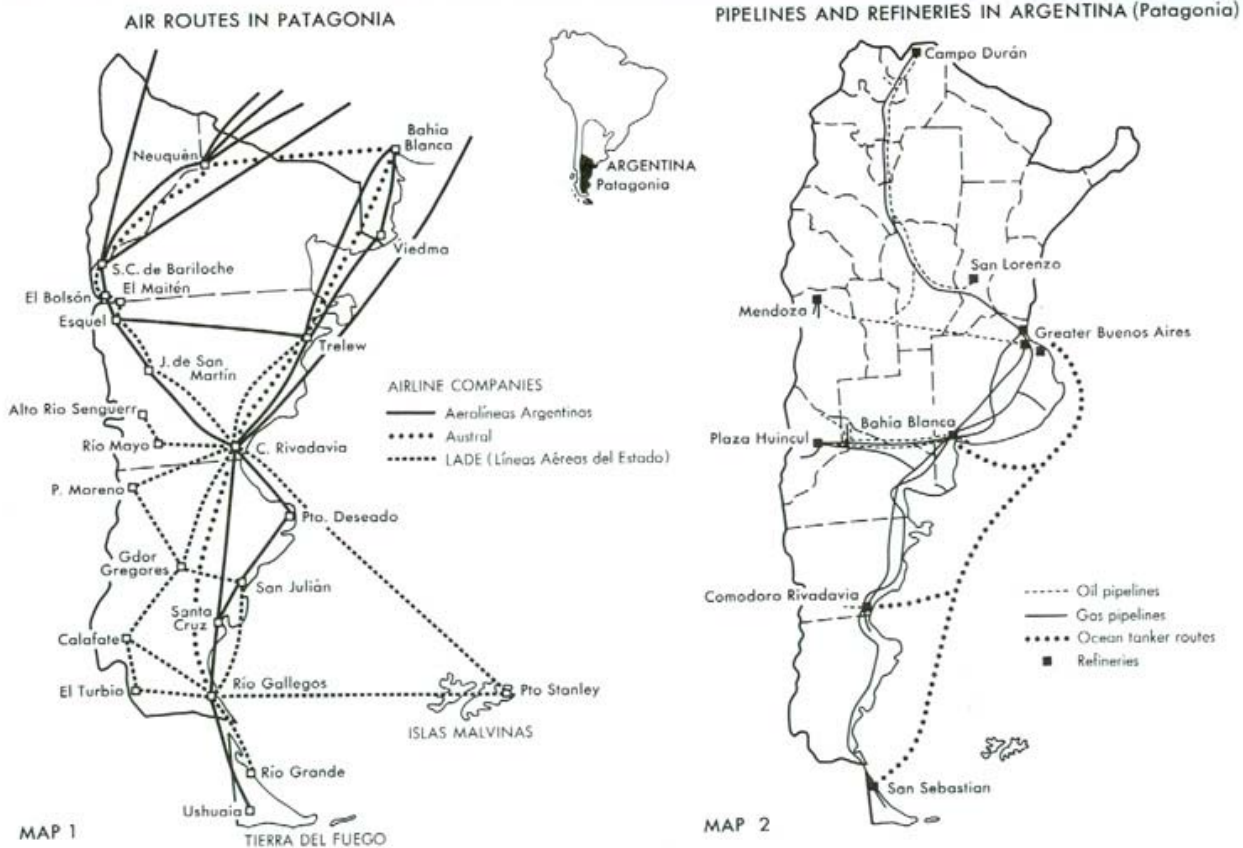 AIR ROUTES IN PATAGONIA
Neuquén
Bahia
Blanca
Viedma
S.C. de Bariloche
El Maitén
El Bolsón
Esquel
Trelew
J. de San
Martín
Alto Rio Senguerr
Río Mayo
C. Rivadavia
P. Moreno
Pto. Deseado
Gdor
Gregores
San Julián
Santa
Cruz
Calafate
El Turbio
Río Gallegos
Pto Stanley
ISLAS MALVINAS
Río Grande
Ushuaia
TIERRA DEL FUEGO
MAP 1
AIRLINE COMPANIES
Aerolíneas Argentinas
Austral
LADE (Líneas Aéreas del Estado)
ARGENTINA
Patagonia
PIPELINES AND REFINERIES IN ARGENTINA (Patagonia)
Campo Durán
San Lorenzo
Mendoza
Greater Buenos Aires
Bahía Blanca
Plaza Huincul
Comodoro Rivadavia
San Sebastian
Oil pipelines
Gas pipelines
Ocean tanker routes
Refineries
MAP 2